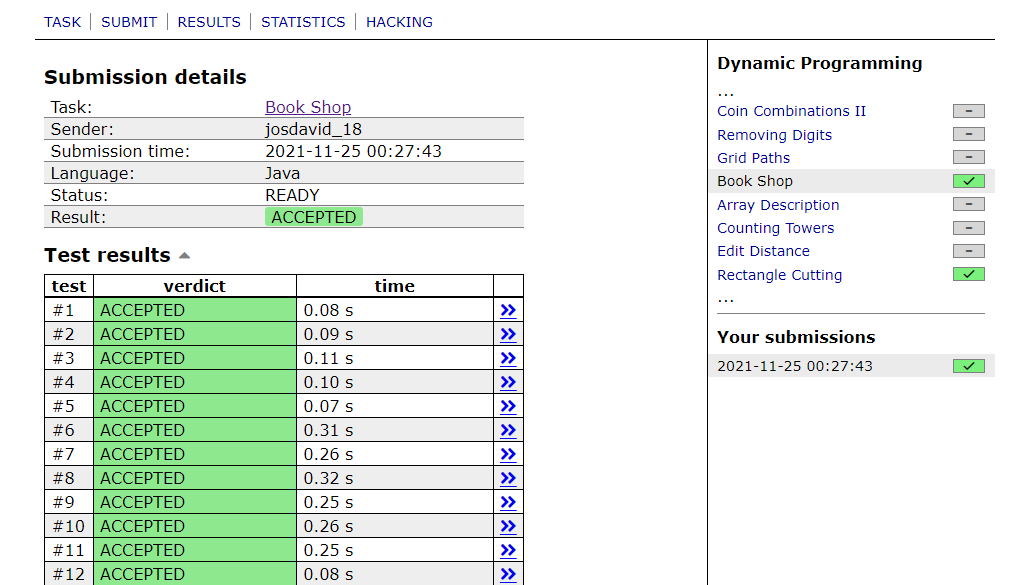 TASK | SUBMIT | RESULTS | STATISTICS | HACKING
Submission details
Task: Book Shop
Sender: josdavid_18
Submission time: 2021-11-25 00:27:43
Language: Java
Status: READY
Result: ACCEPTED
Test results
test verdict time
#1 ACCEPTED 0.08 s »
#2 ACCEPTED 0.09 s »
#3 ACCEPTED 0.11 s »
#4 ACCEPTED 0.10 s »
#5 ACCEPTED 0.07 s »
#6 ACCEPTED 0.31 s »
#7 ACCEPTED 0.26 s »
#8 ACCEPTED 0.32 s »
#9 ACCEPTED 0.25 s »
#10 ACCEPTED 0.26 s »
#11 ACCEPTED 0.25 s »
#12 ACCEPTED 0.08 s »
Dynamic Programming
...
Coin Combinations II –
Removing Digits –
Grid Paths –
Book Shop ✓
Array Description –
Counting Towers –
Edit Distance –
Rectangle Cutting ✓
...
Your submissions
2021-11-25 00:27:43 ✓